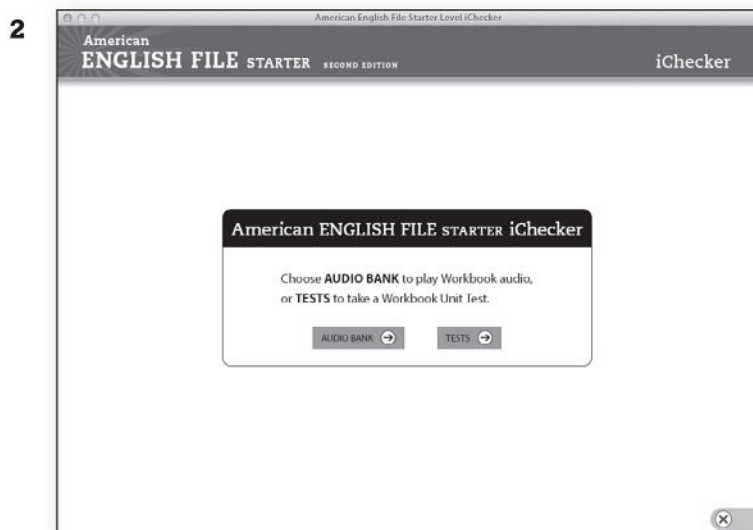 2
American English File Starter Level iChecker
American
ENGLISH FILE STARTER SECOND EDITION
iChecker
American ENGLISH FILE STARTER iChecker
Choose AUDIO BANK to play Workbook audio,
or TESTS to take a Workbook Unit Test.
AUDIO BANK
TESTS